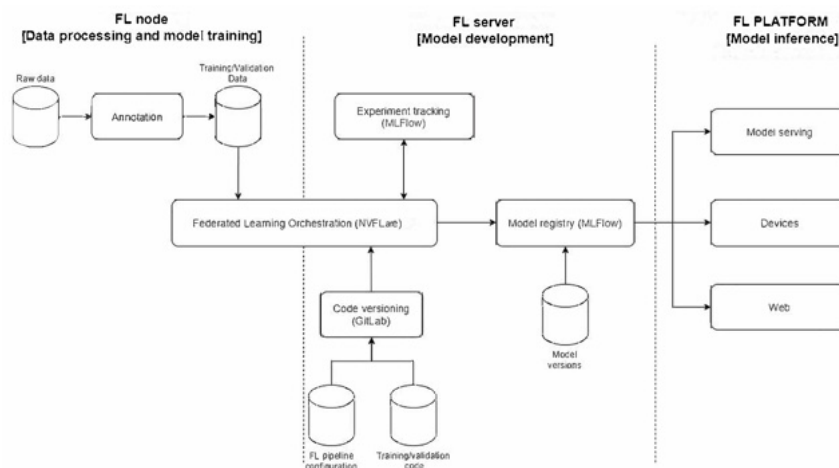 FL node
[Data processing and model training]
FL server
[Model development]
FL PLATFORM
[Model inference]
Raw data
Annotation
Training/Validation
Data
Experiment tracking
(MLFlow)
Federated Learning Orchestration (NVFLare)
Model registry (MLFlow)
Code versioning
(GitLab)
FL pipeline
configuration
Training/validation
code
Model
versions
Model serving
Devices
Web